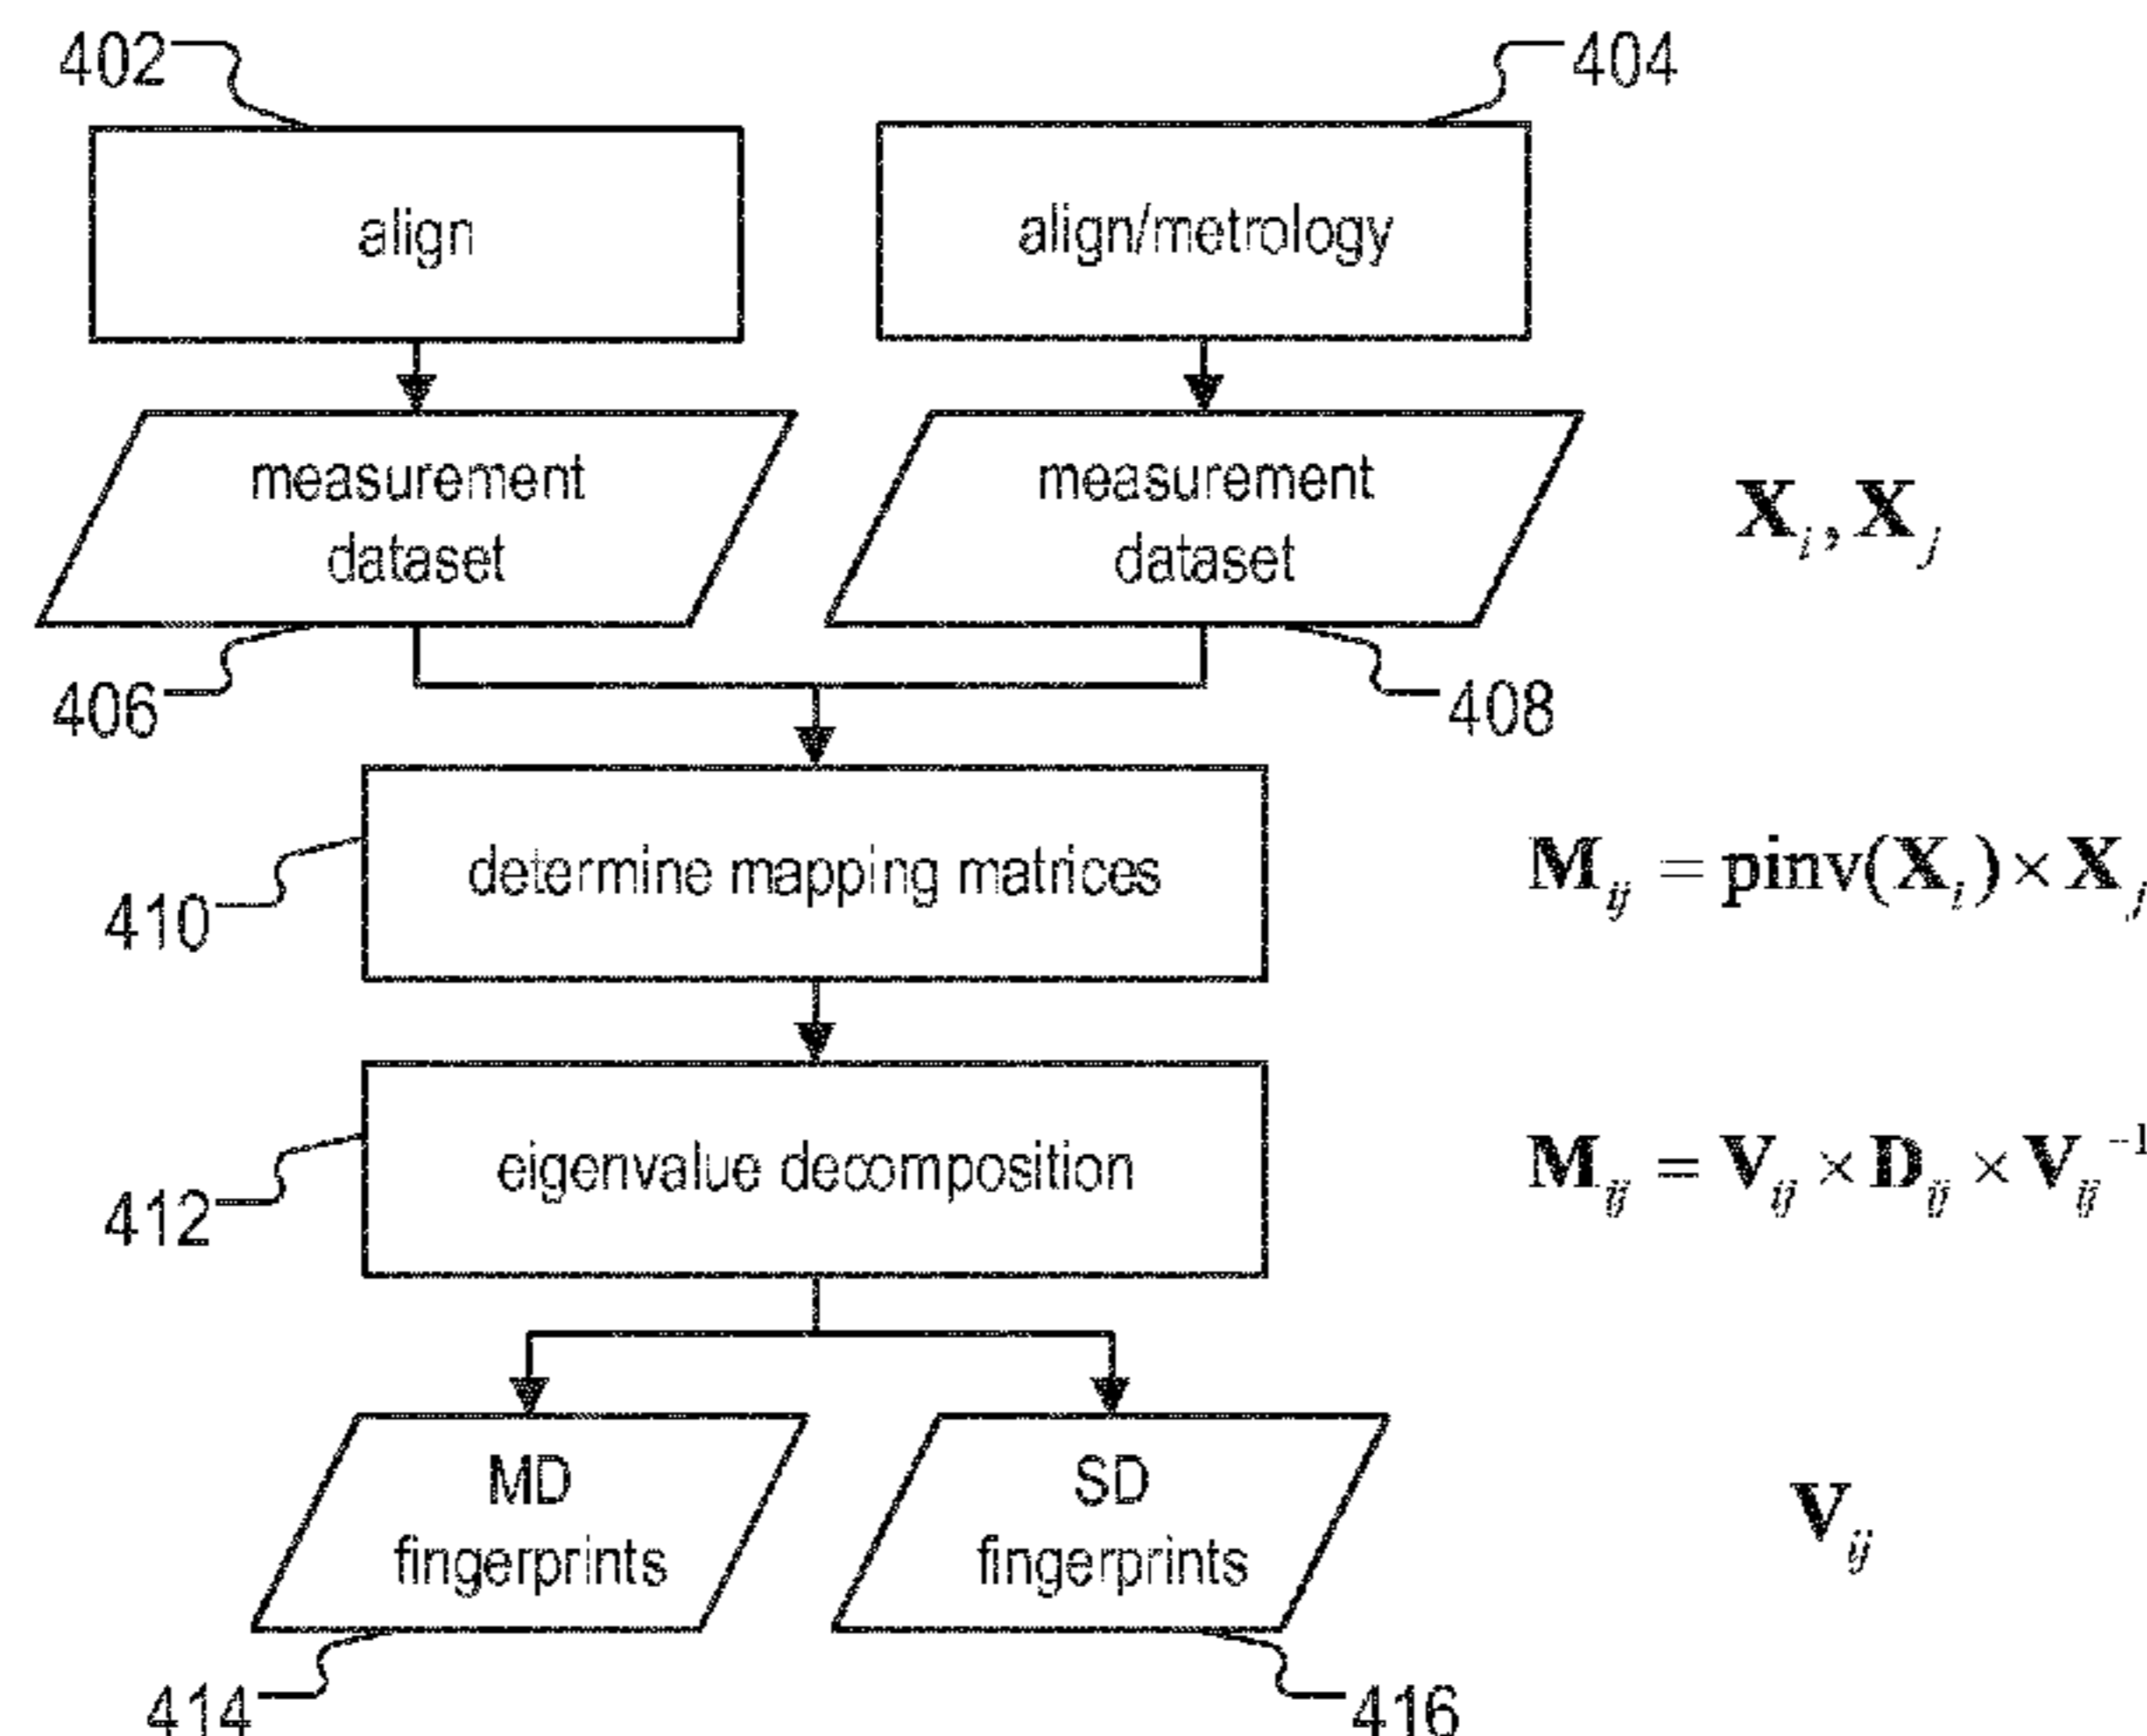 402
404
align
align/metrology
measurement
dataset
measurement
dataset
X_i, X_j
406
408
determine mapping matrices
M_ij = pinv(X_i) × X_j
410
eigenvalue decomposition
M_ij = V_ij × D_ij × V_ij^-1
412
MD
fingerprints
SD
fingerprints
V_ij
414
416